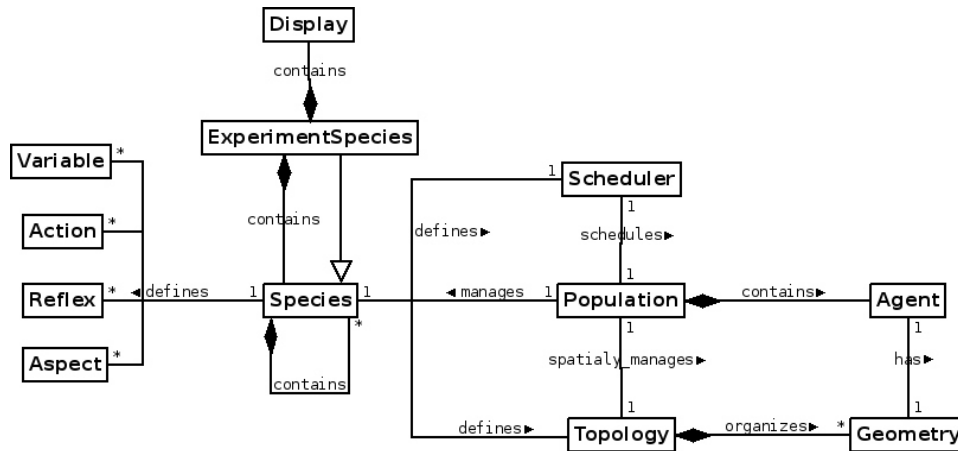 Display
contains
ExperimentSpecies
Variable *
1 Scheduler
1
contains
Action *
defines►
schedules►
1
Reflex * ◄defines 1 Species 1 ◄manages 1 Population contains► Agent
* 1 1
spatialy_manages► has►
Aspect *
contains
1 1
defines► Topology organizes► * Geometry